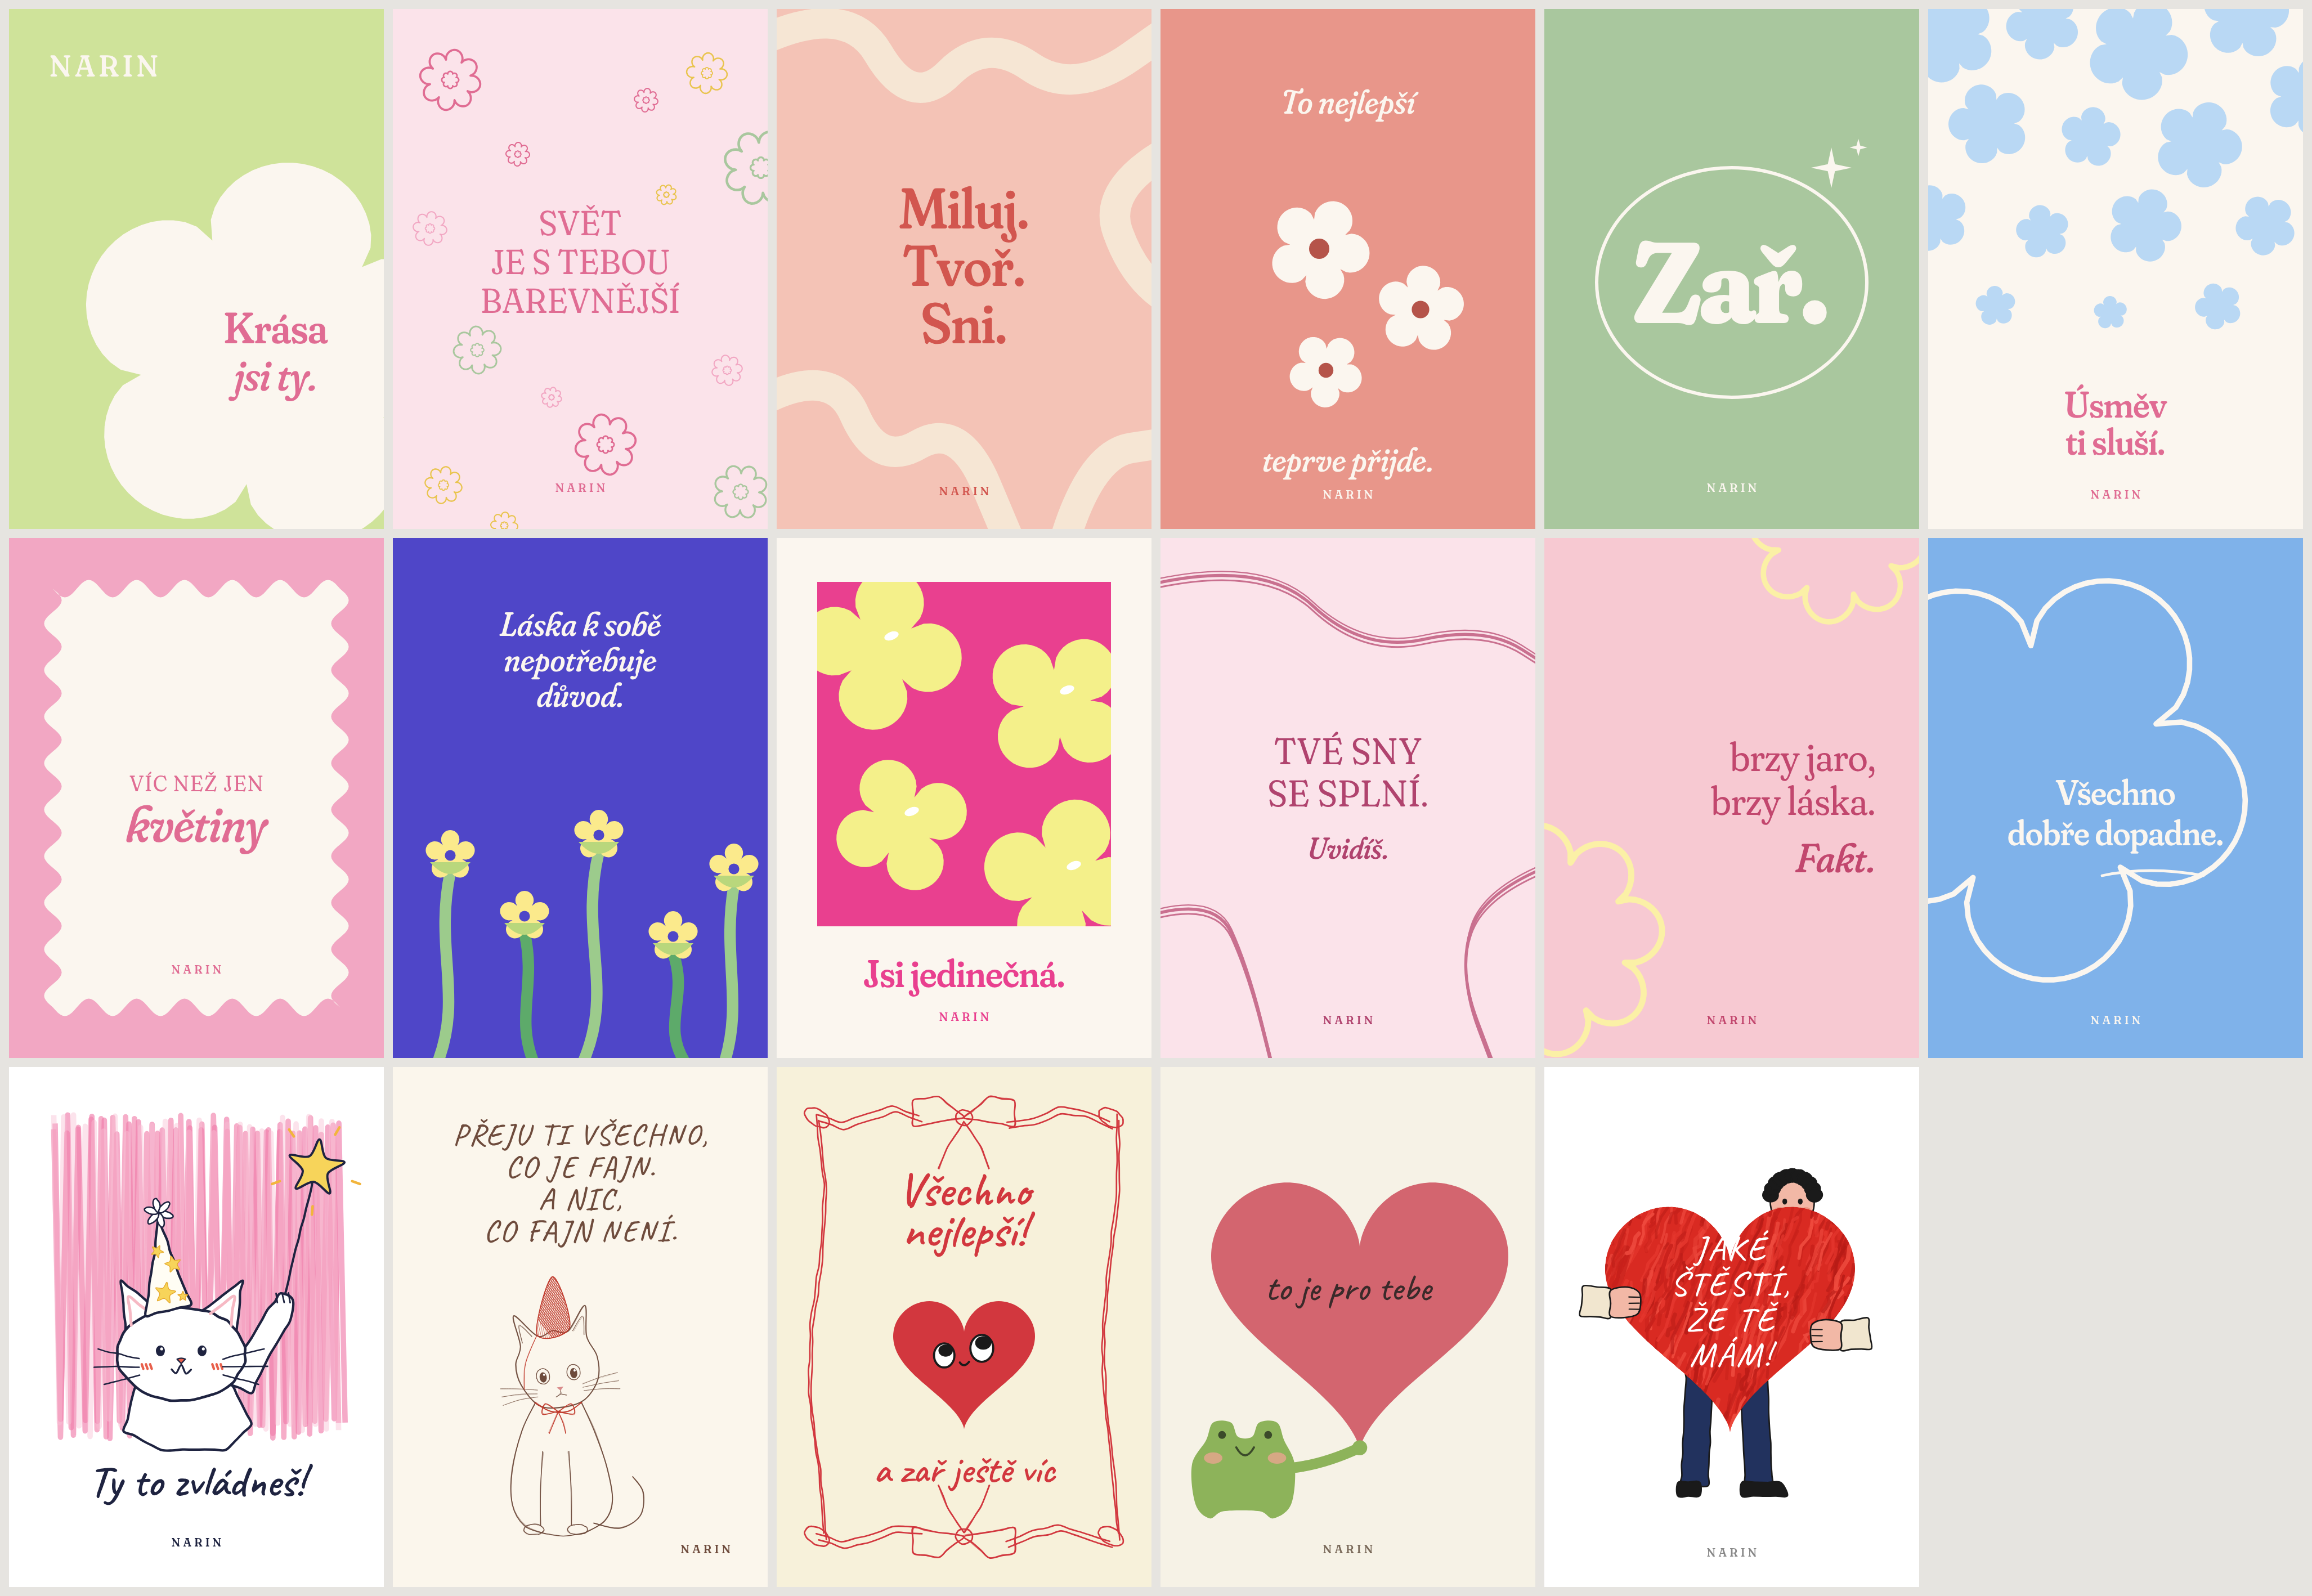 NARIN
Krása
jsi ty.
SVĚT
JE S TEBOU
BAREVNĚJŠÍ
NARIN
Miluj.
Tvoř.
Sni.
NARIN
To nejlepší
teprve přijde.
NARIN
Zař.
NARIN
Úsměv
ti sluší.
NARIN
VÍC NEŽ JEN
květiny
NARIN
Láska k sobě
nepotřebuje
důvod.
Jsi jedinečná.
NARIN
TVÉ SNY
SE SPLNÍ.
Uvidíš.
NARIN
brzy jaro,
brzy láska.
Fakt.
NARIN
Všechno
dobře dopadne.
NARIN
Ty to zvládneš!
NARIN
PŘEJU TI VŠECHNO,
CO JE FAJN.
A NIC,
CO FAJN NENÍ.
NARIN
Všechno
nejlepší!
a zař ještě víc
to je pro tebe
NARIN
JAKÉ
ŠTĚSTÍ,
ŽE TĚ
MÁM!
NARIN